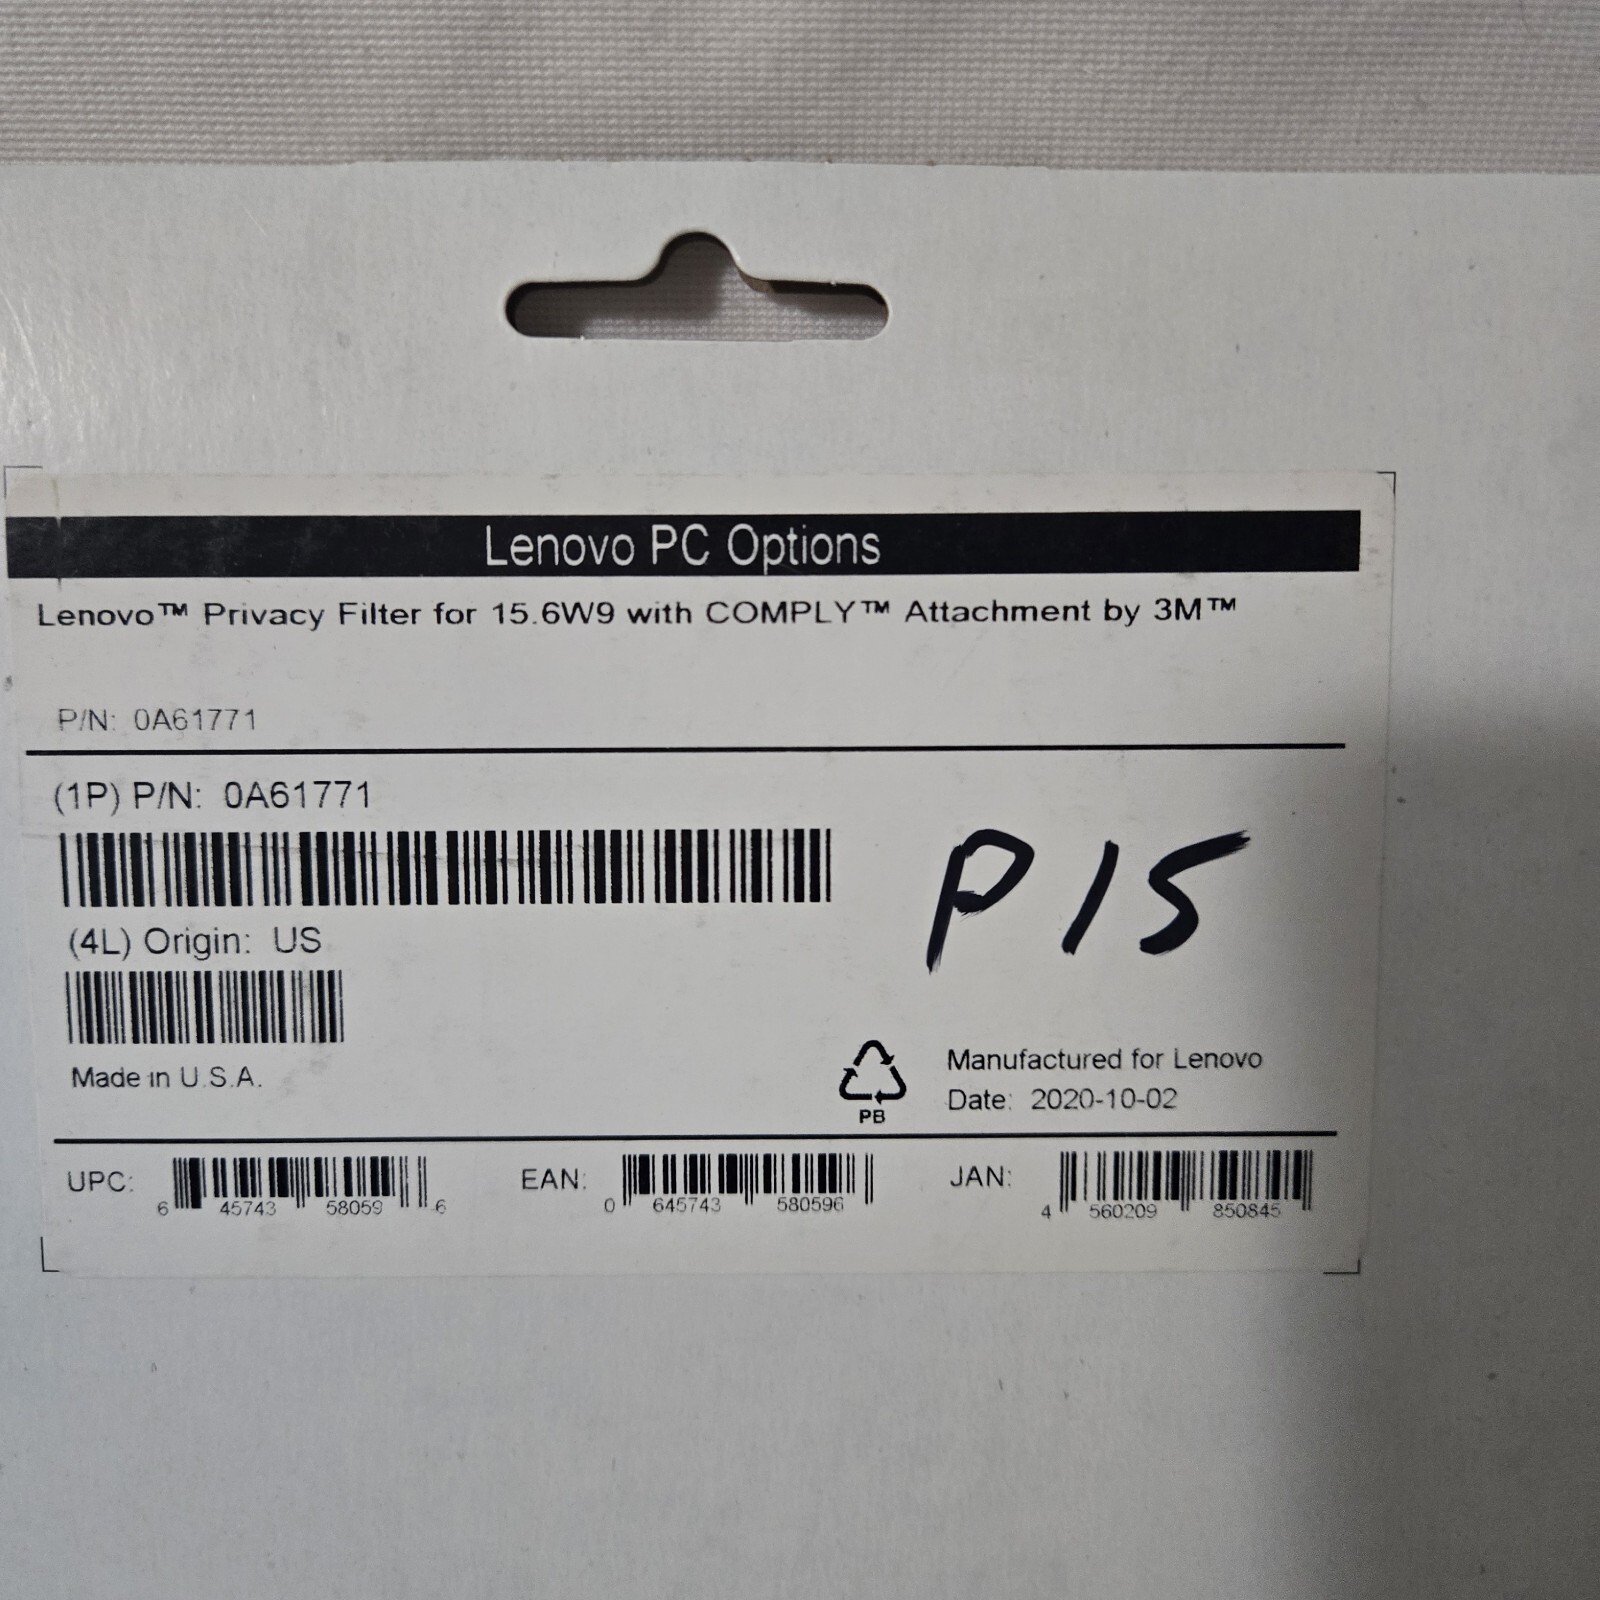 Lenovo PC Options
Lenovo™ Privacy Filter for 15.6W9 with COMPLY™ Attachment by 3M™
P/N: 0A61771
(1P) P/N: 0A61771
P15
(4L) Origin: US
Made in U.S.A.
PB
Manufactured for Lenovo
Date: 2020-10-02
UPC: 6 45743 58059 6
EAN: 0 645743 580596
JAN: 4 560209 850845